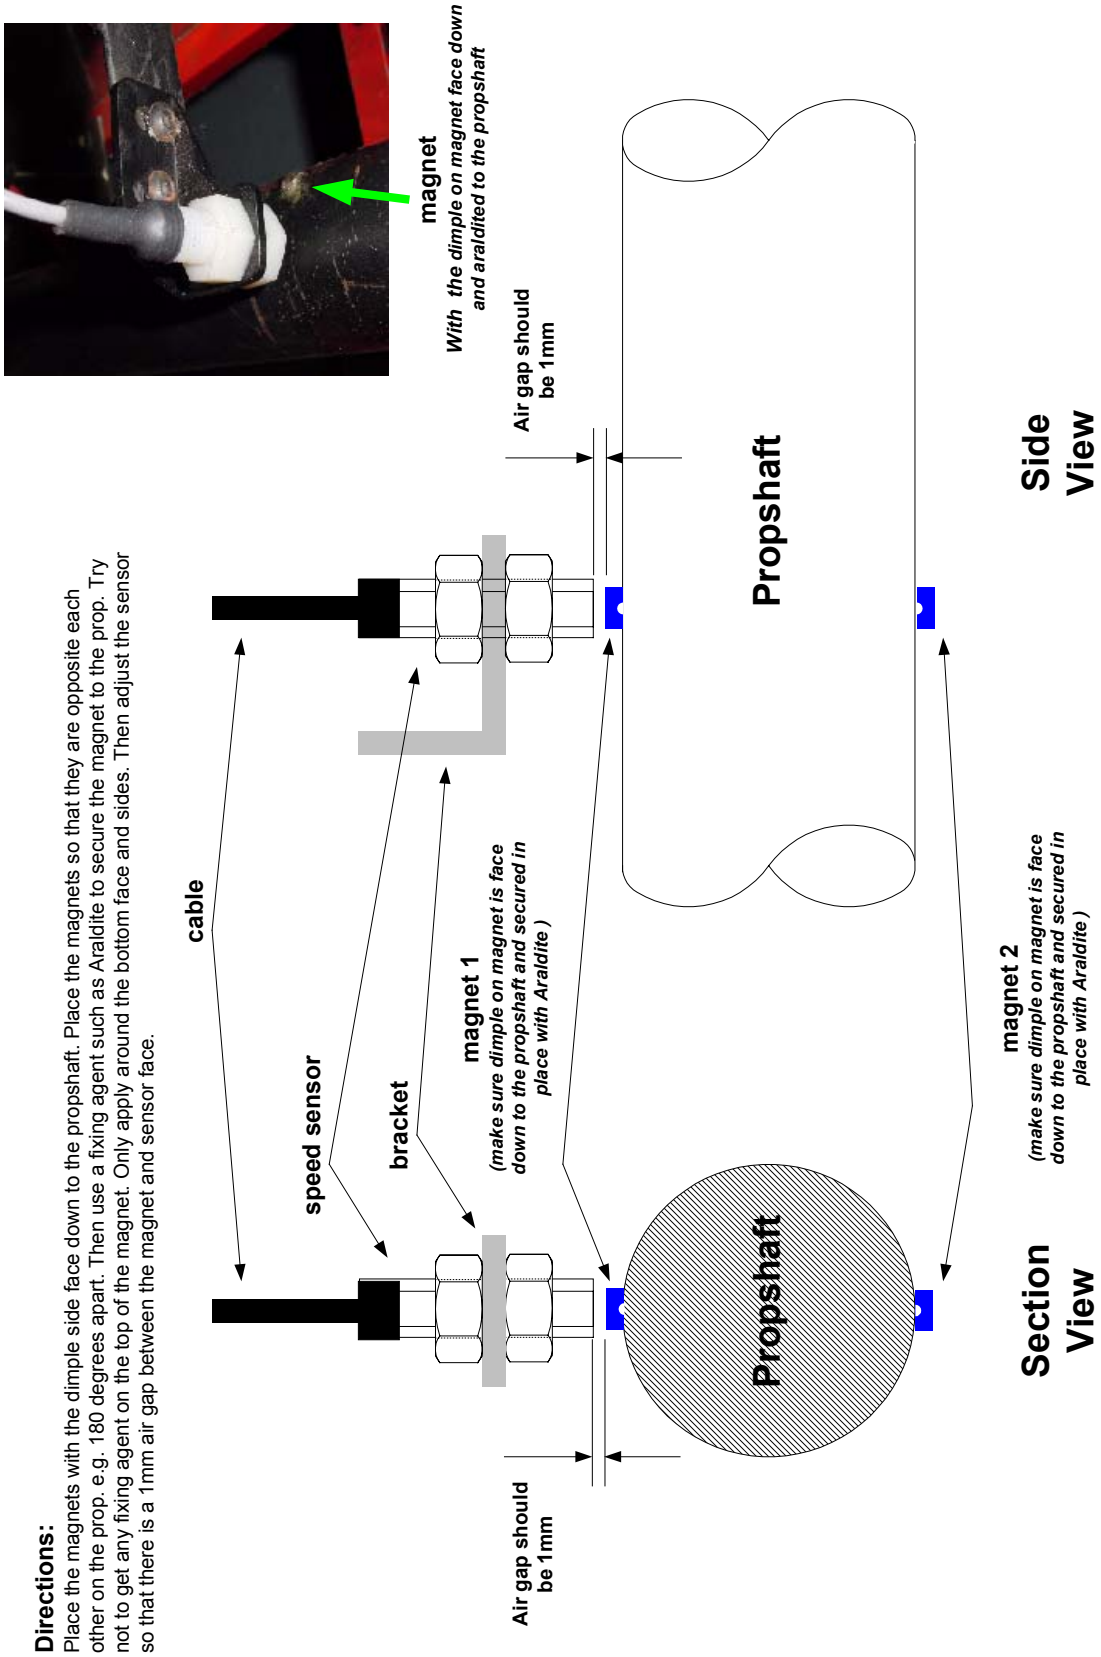 Directions:
Place the magnets with the dimple side face down to the propshaft. Place the magnets so that they are opposite each
other on the prop. e.g. 180 degrees apart. Then use a fixing agent such as Araldite to secure the magnet to the prop. Try
not to get any fixing agent on the top of the magnet. Only apply around the bottom face and sides. Then adjust the sensor
so that there is a 1mm air gap between the magnet and sensor face.
cable
speed sensor
bracket
magnet 1
(make sure dimple on magnet is face
down to the propshaft and secured in
place with Araldite )
magnet
With the dimple on magnet face down
and araldited to the propshaft
Air gap should
be 1mm
Air gap should
be 1mm
Propshaft
Propshaft
magnet 2
(make sure dimple on magnet is face
down to the propshaft and secured in
place with Araldite )
Section
View
Side
View